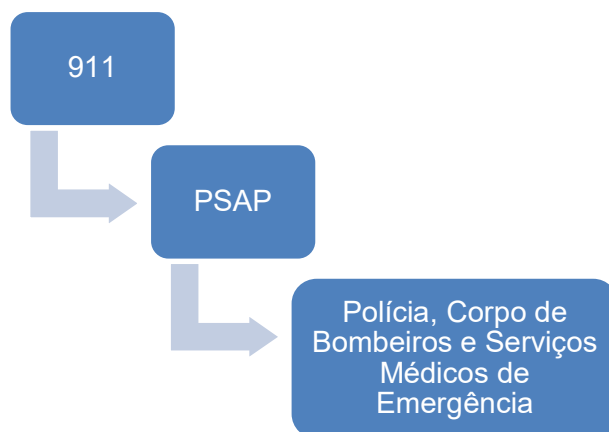 911
PSAP
Polícia, Corpo de
Bombeiros e Serviços
Médicos de
Emergência